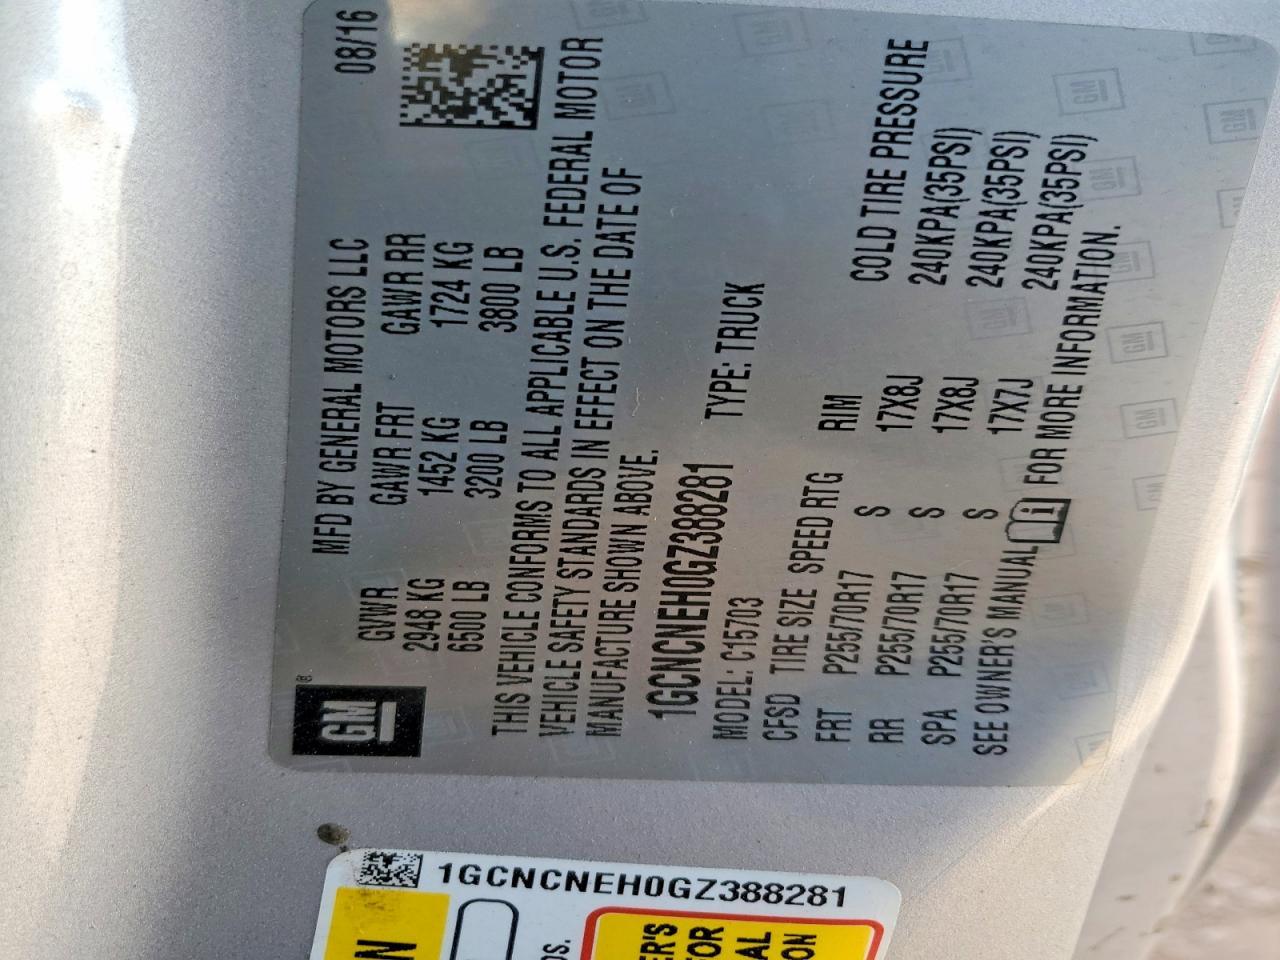 GM ®
MFD BY GENERAL MOTORS LLC 08/16
GVWR GAWR FRT GAWR RR
2948 KG 1452 KG 1724 KG
6500 LB 3200 LB 3800 LB
THIS VEHICLE CONFORMS TO ALL APPLICABLE U.S. FEDERAL MOTOR
VEHICLE SAFETY STANDARDS IN EFFECT ON THE DATE OF
MANUFACTURE SHOWN ABOVE.
1GCNCNEH0GZ388281
MODEL: C15703 TYPE: TRUCK
CFSD TIRE SIZE SPEED RTG RIM COLD TIRE PRESSURE
FRT P255/70R17 S 17X8J 240KPA(35PSI)
RR P255/70R17 S 17X8J 240KPA(35PSI)
SPA P255/70R17 S 17X7J 240KPA(35PSI)
SEE OWNER'S MANUAL i FOR MORE INFORMATION.
1GCNCNEH0GZ388281